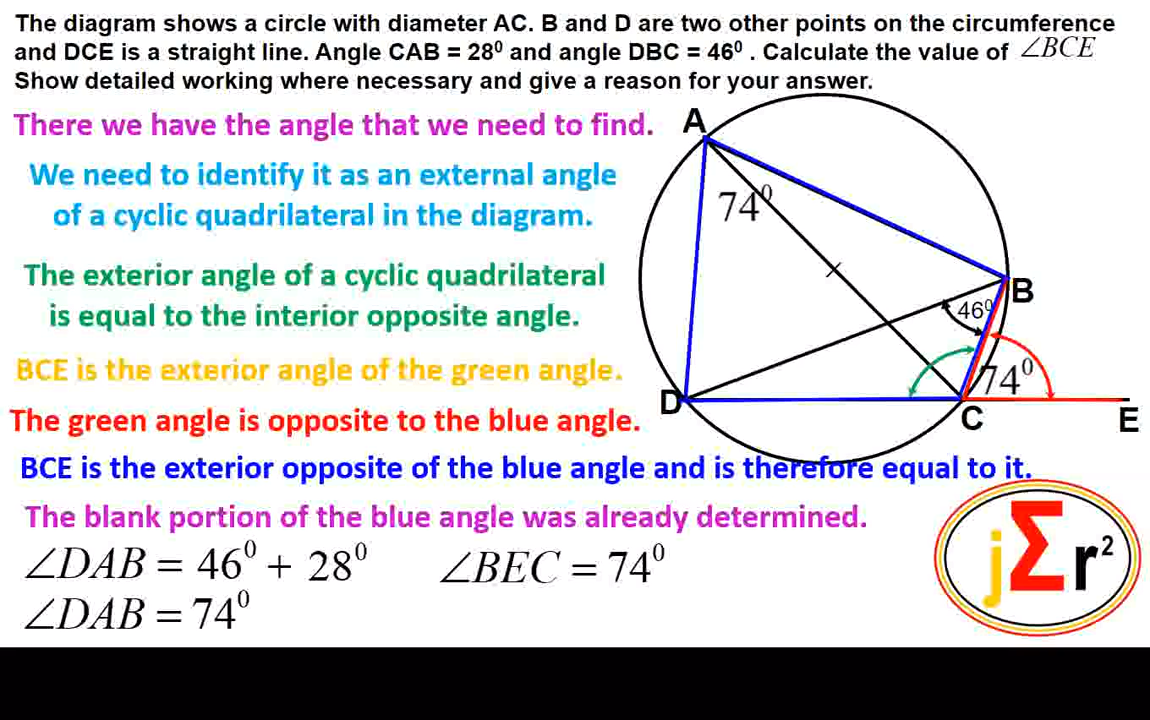 The diagram shows a circle with diameter AC. B and D are two other points on the circumference
and DCE is a straight line. Angle CAB = 28⁰ and angle DBC = 46⁰ . Calculate the value of ∠BCE
Show detailed working where necessary and give a reason for your answer.
There we have the angle that we need to find.
We need to identify it as an external angle
of a cyclic quadrilateral in the diagram.
The exterior angle of a cyclic quadrilateral
is equal to the interior opposite angle.
BCE is the exterior angle of the green angle.
The green angle is opposite to the blue angle.
BCE is the exterior opposite of the blue angle and is therefore equal to it.
The blank portion of the blue angle was already determined.
∠DAB = 46⁰ + 28⁰
∠BEC = 74⁰
∠DAB = 74⁰
A
74⁰
B
46⁰
74⁰
D
C
E
jΣr²